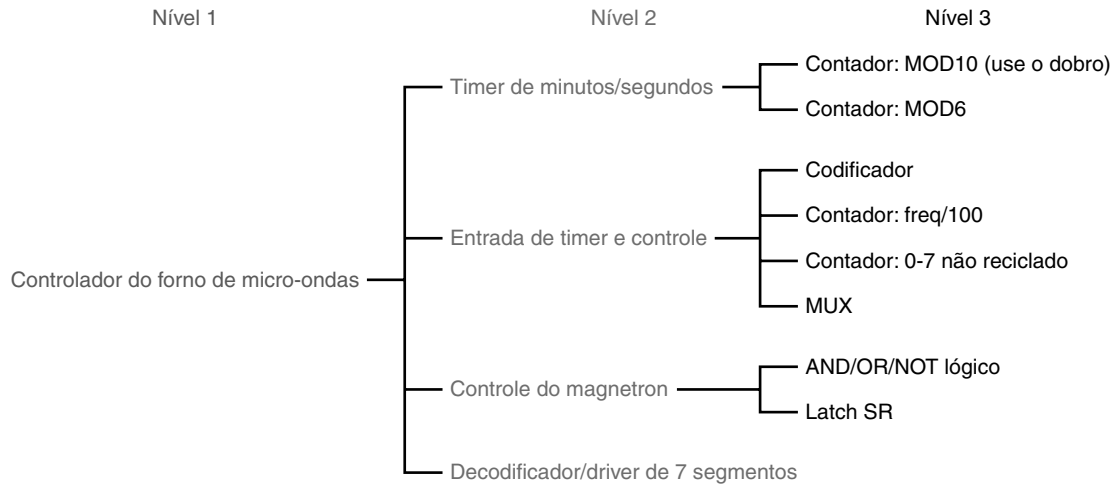 Nível 1
Nível 2
Nível 3
Contador: MOD10 (use o dobro)
Timer de minutos/segundos
Contador: MOD6
Codificador
Contador: freq/100
Entrada de timer e controle
Contador: 0-7 não reciclado
Controlador do forno de micro-ondas
MUX
AND/OR/NOT lógico
Controle do magnetron
Latch SR
Decodificador/driver de 7 segmentos